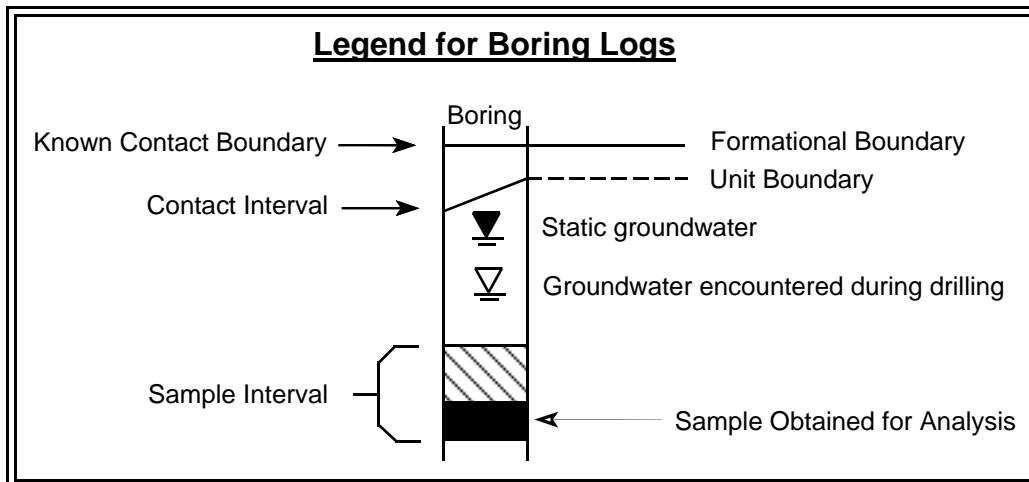 Legend for Boring Logs
Boring
Known Contact Boundary
Formational Boundary
Unit Boundary
Contact Interval
Static groundwater
Groundwater encountered during drilling
Sample Interval
Sample Obtained for Analysis